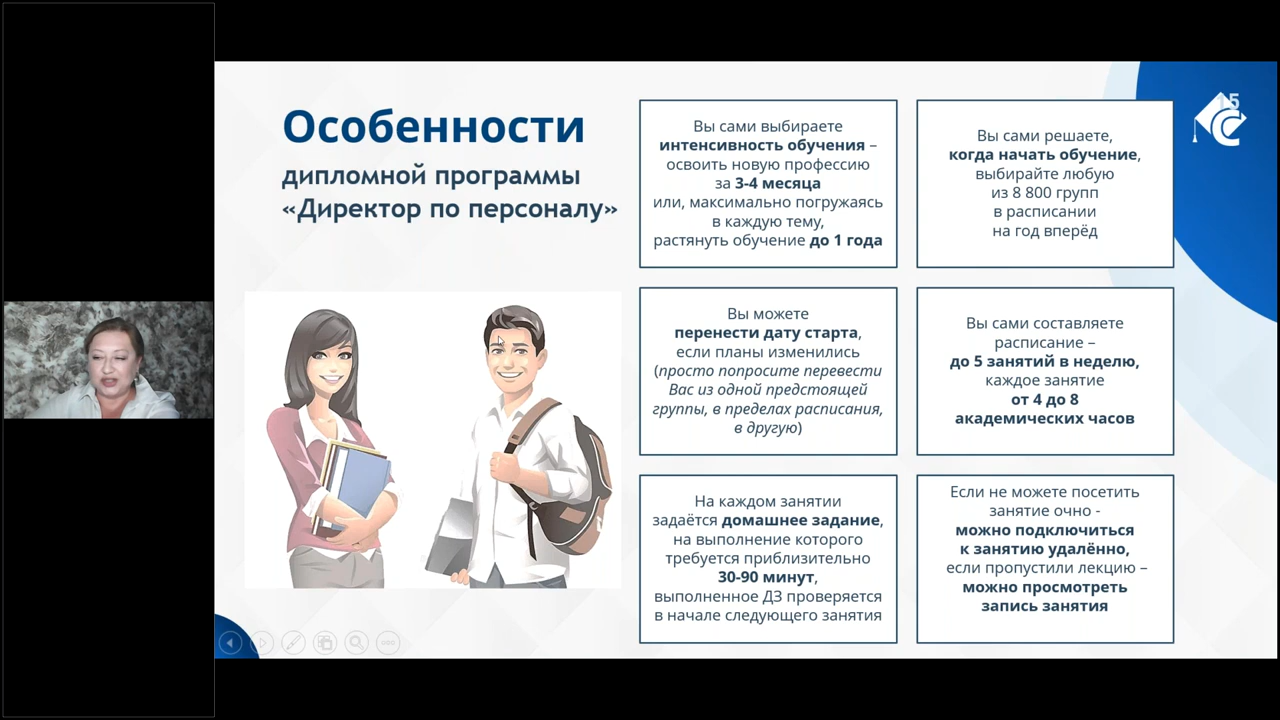 Особенности
дипломной программы
«Директор по персоналу»
Вы сами выбираете
интенсивность обучения –
освоить новую профессию
за 3-4 месяца
или, максимально погружаясь
в каждую тему,
растянуть обучение до 1 года
Вы сами решаете,
когда начать обучение,
выбирайте любую
из 8 800 групп
в расписании
на год вперёд
Вы можете
перенести дату старта,
если планы изменились
(просто попросите перевести
Вас из одной предстоящей
группы, в пределах расписания,
в другую)
Вы сами составляете
расписание –
до 5 занятий в неделю,
каждое занятие
от 4 до 8
академических часов
На каждом занятии
задаётся домашнее задание,
на выполнение которого
требуется приблизительно
30-90 минут,
выполненное ДЗ проверяется
в начале следующего занятия
Если не можете посетить
занятие очно -
можно подключиться
к занятию удалённо,
если пропустили лекцию –
можно просмотреть
запись занятия